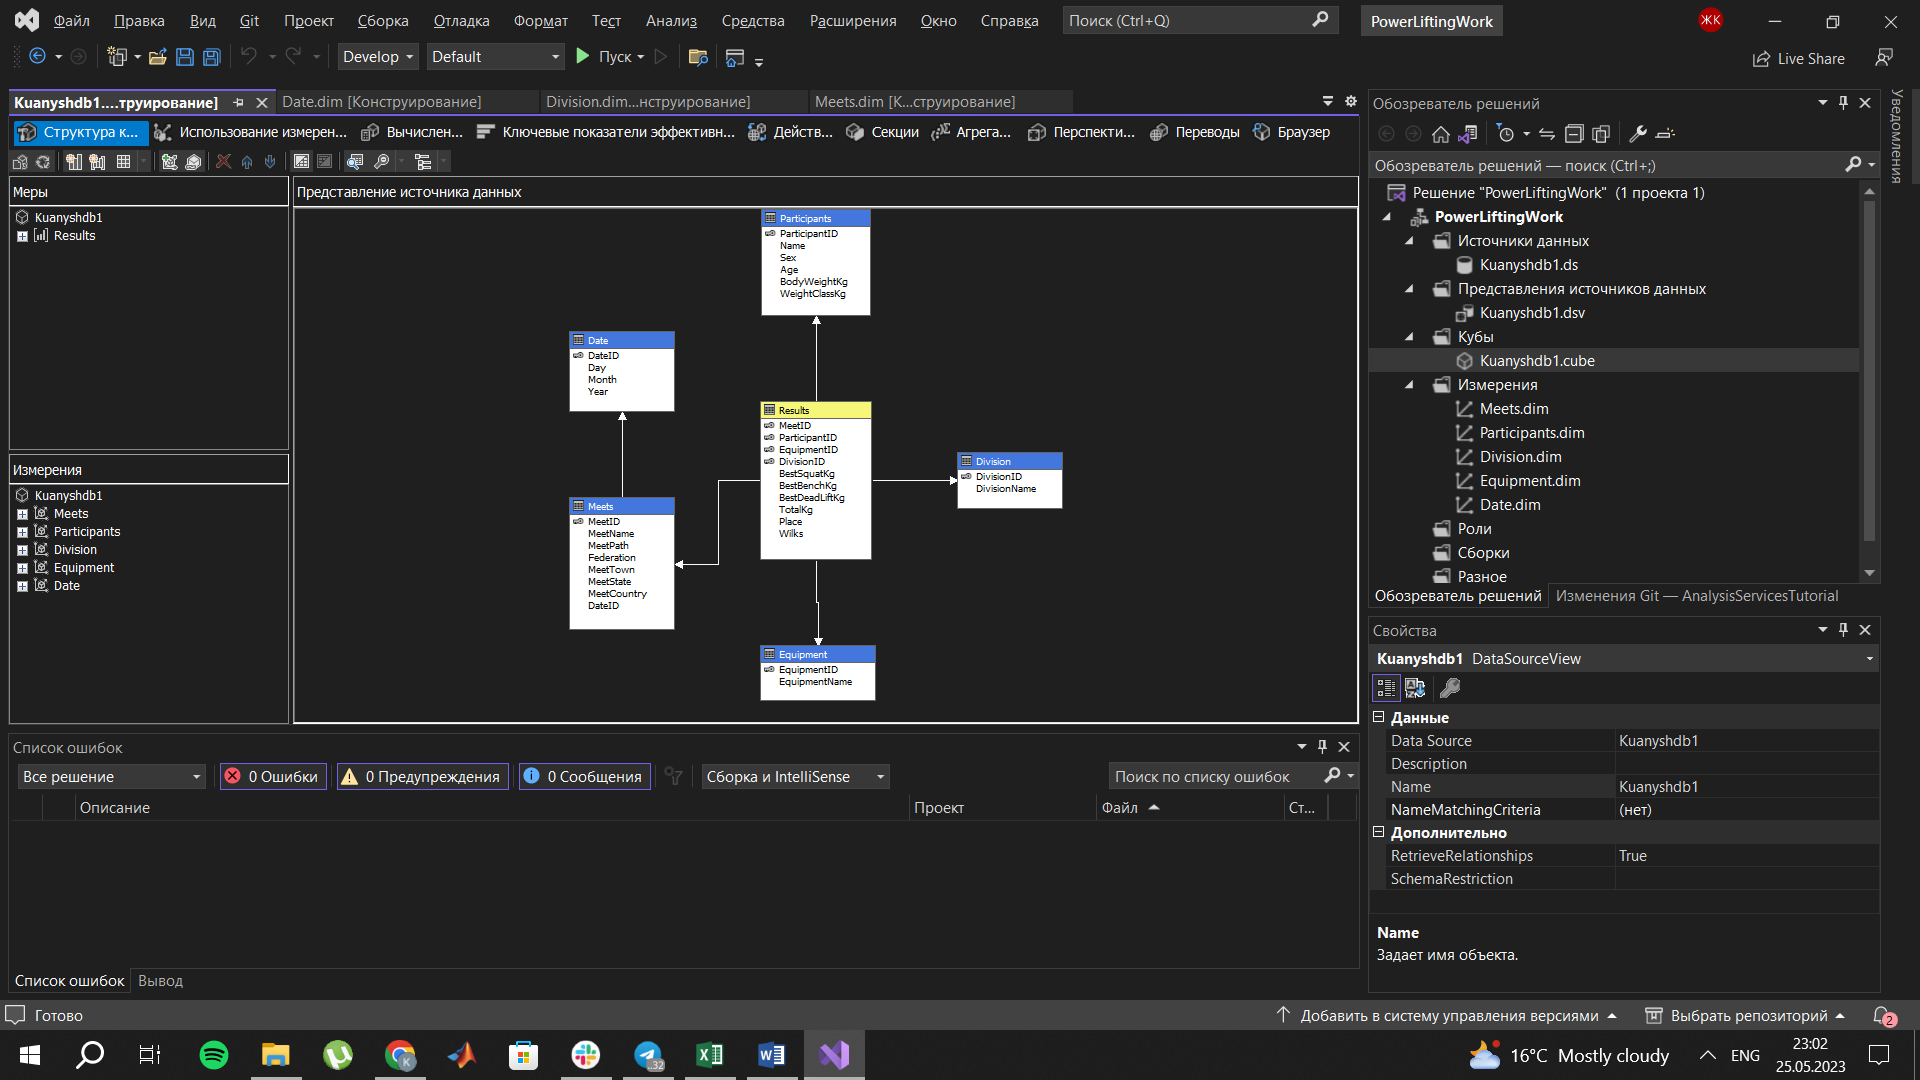 Файл Правка Вид Git Проект Сборка Отладка Формат Тест Анализ Средства Расширения Окно Справка Поиск (Ctrl+Q) PowerLiftingWork ЖК
Develop Default Пуск Live Share
Kuanyshdb1....труирование] Date.dim [Конструирование] Division.dim...нструирование] Meets.dim [К...струирование]
Структура к... Использование измерен... Вычислен... Ключевые показатели эффективн... Действ... Секции Агрега... Перспекти... Переводы Браузер
Меры
Kuanyshdb1
Results
Измерения
Kuanyshdb1
Meets
Participants
Division
Equipment
Date
Представление источника данных
Participants
ParticipantID
Name
Sex
Age
BodyWeightKg
WeightClassKg
Date
DateID
Day
Month
Year
Results
MeetID
ParticipantID
EquipmentID
DivisionID
BestSquatKg
BestBenchKg
BestDeadLiftKg
TotalKg
Place
Wilks
Division
DivisionID
DivisionName
Meets
MeetID
MeetName
MeetPath
Federation
MeetTown
MeetState
MeetCountry
DateID
Equipment
EquipmentID
EquipmentName
Обозреватель решений
Обозреватель решений — поиск (Ctrl+;)
Решение "PowerLiftingWork" (1 проекта 1)
PowerLiftingWork
Источники данных
Kuanyshdb1.ds
Представления источников данных
Kuanyshdb1.dsv
Кубы
Kuanyshdb1.cube
Измерения
Meets.dim
Participants.dim
Division.dim
Equipment.dim
Date.dim
Роли
Сборки
Разное
Обозреватель решений Изменения Git — AnalysisServicesTutorial
Уведомления
Свойства
Kuanyshdb1 DataSourceView
Данные
Data Source Kuanyshdb1
Description
Name Kuanyshdb1
NameMatchingCriteria (нет)
Дополнительно
RetrieveRelationships True
SchemaRestriction
Name
Задает имя объекта.
Список ошибок
Все решение 0 Ошибки 0 Предупреждения 0 Сообщения Сборка и IntelliSense Поиск по списку ошибок
Описание Проект Файл Ст...
Список ошибок Вывод
Готово Добавить в систему управления версиями Выбрать репозиторий 2
K ..32 16°C Mostly cloudy ENG 23:02
25.05.2023